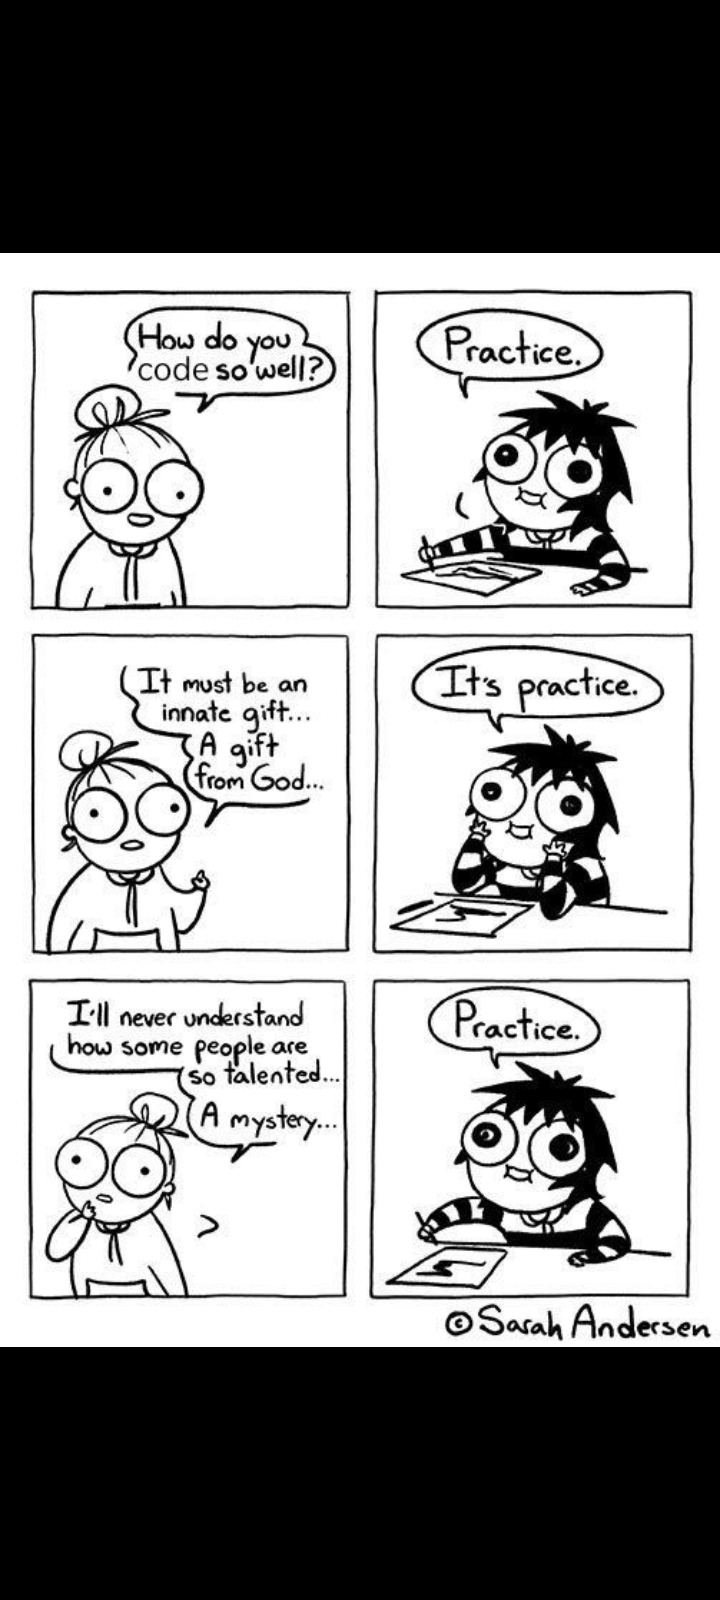 How do you
code so well?
Practice.
It must be an
innate gift...
A gift
from God...
It's practice.
I'll never understand
how some people are
so talented...
A mystery...
Practice.
© Sarah Andersen